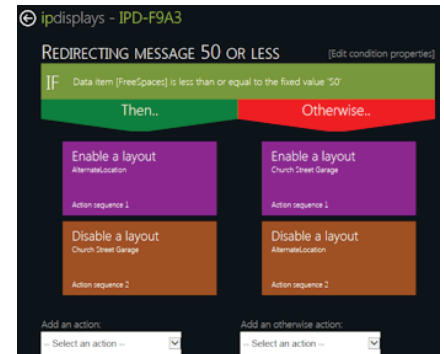 ipdisplays - IPD-F9A3
REDIRECTING MESSAGE 50 OR LESS
[Edit condition properties]
IF Data item [FreeSpaces] is less than or equal to the fixed value '50'
Then..
Otherwise..
Enable a layout
AlternateLocation
Action sequence 1
Enable a layout
Church Street Garage
Action sequence 1
Disable a layout
Church Street Garage
Action sequence 2
Disable a layout
AlternateLocation
Action sequence 2
Add an action:
-- Select an action --
Add an otherwise action:
-- Select an action --